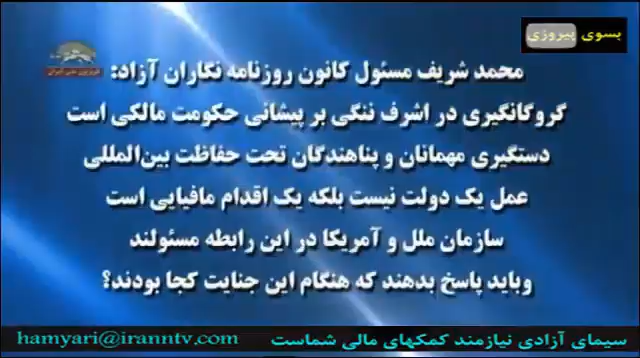 بسوی پیروزی
سیمای ملی ایران
محمد شریف مسئول کانون روزنامه نگاران آزاد:
گروگانگیری در اشرف ننگی بر پیشانی حکومت مالکی است
دستگیری مهمانان و پناهندگان تحت حفاظت بین‌المللی
عمل یک دولت نیست بلکه یک اقدام مافیایی است
سازمان ملل و آمریکا در این رابطه مسئولند
وباید پاسخ بدهند که هنگام این جنایت کجا بودند؟
سیمای آزادی نیازمند کمکهای مالی شماست hamyari@iranntv.com